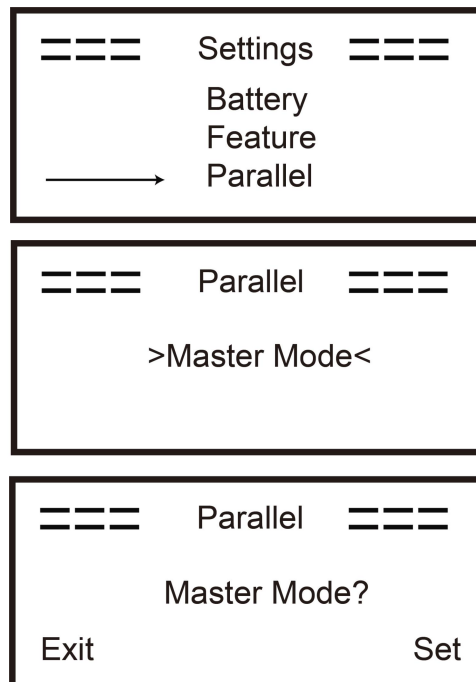 === Settings ===
Battery
Feature
Parallel
=== Parallel ===
>Master Mode<
=== Parallel ===
Master Mode?
Exit Set